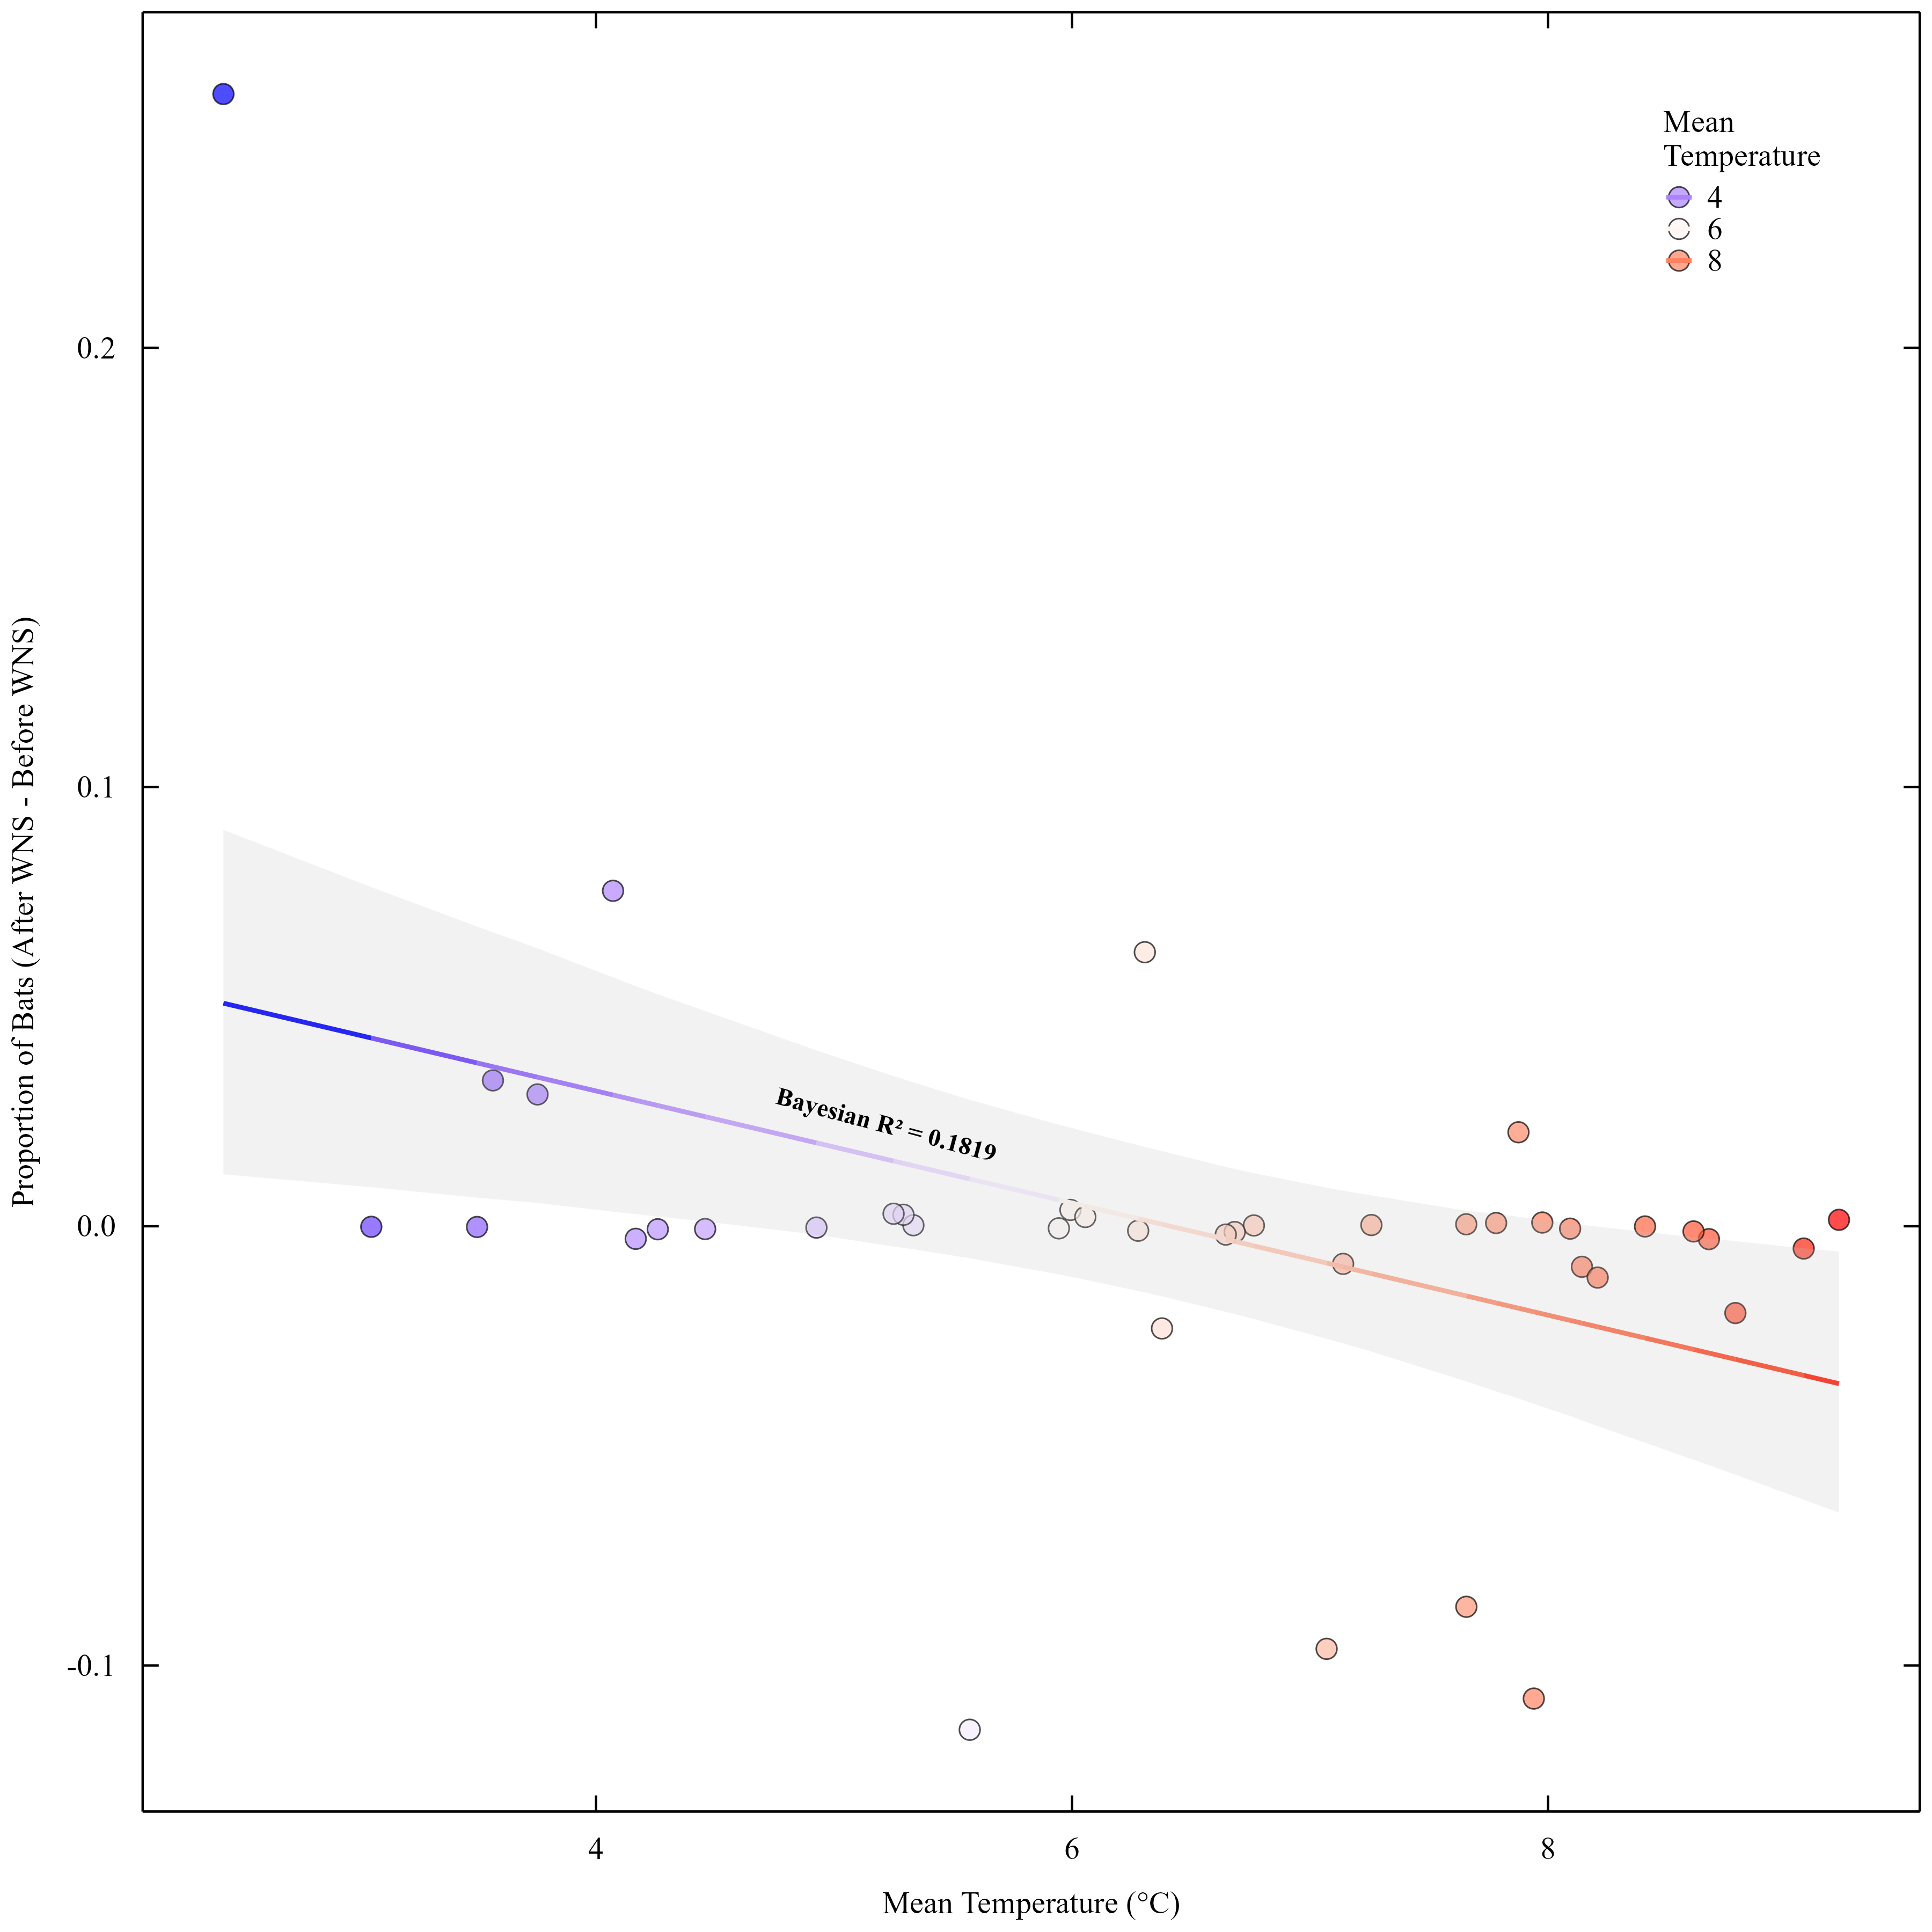 Mean
Temperature
4
6
8
0.2
0.1
0.0
-0.1
Proportion of Bats (After WNS - Before WNS)
Bayesian R² = 0.1819
4
6
8
Mean Temperature (°C)